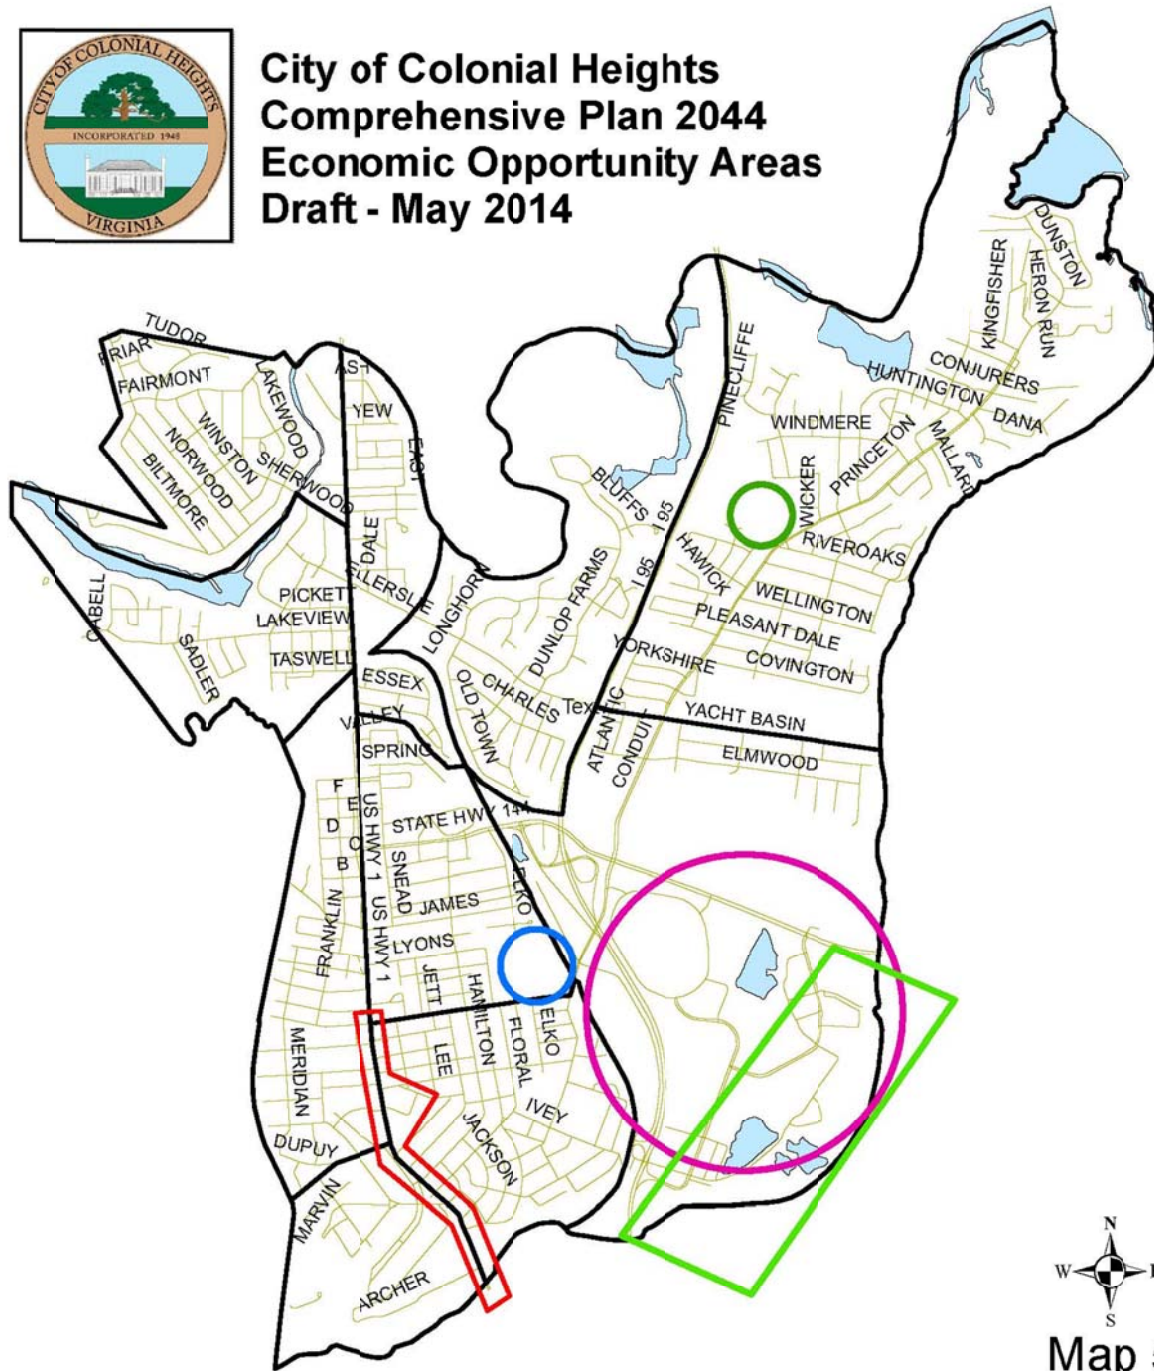 CITY OF COLONIAL HEIGHTS
INCORPORATED 1948
VIRGINIA
City of Colonial Heights
Comprehensive Plan 2044
Economic Opportunity Areas
Draft - May 2014
DUNSTON
KINGFISHER
HERON RUN
TUDOR
FRIAR
FAIRMONT
LAKEWOOD
ASH
YEW
EAST
PINECLIFFE
CONJURERS
HUNTINGTON
DANA
WINDMERE
PRINCETON
MALLARD
WINSTON
NORWOOD
BILTMORE
SHERWOOD
BLUFFS
WICKER
I 95
I 95
RIVEROAKS
HAWICK
DALE
ELLERSLIE
LONGHORN
DUNLOP FARMS
WELLINGTON
PLEASANT DALE
COVINGTON
YORKSHIRE
PICKETT
LAKEVIEW
TASWELL
CABELL
SADLER
ESSEX
OLD TOWN
CHARLES
Tex
ATLANTIC
CONDUIT
YACHT BASIN
ELMWOOD
VALLEY
SPRING
F
E
D
C
B
US HWY 1
US HWY 1
STATE HWY 144
SNEAD
JAMES
ELKO
LYONS
FRANKLIN
JETT
HAMILTON
FLORAL
ELKO
LEE
MERIDIAN
IVEY
JACKSON
DUPUY
MARVIN
ARCHER
N
W
S
Map